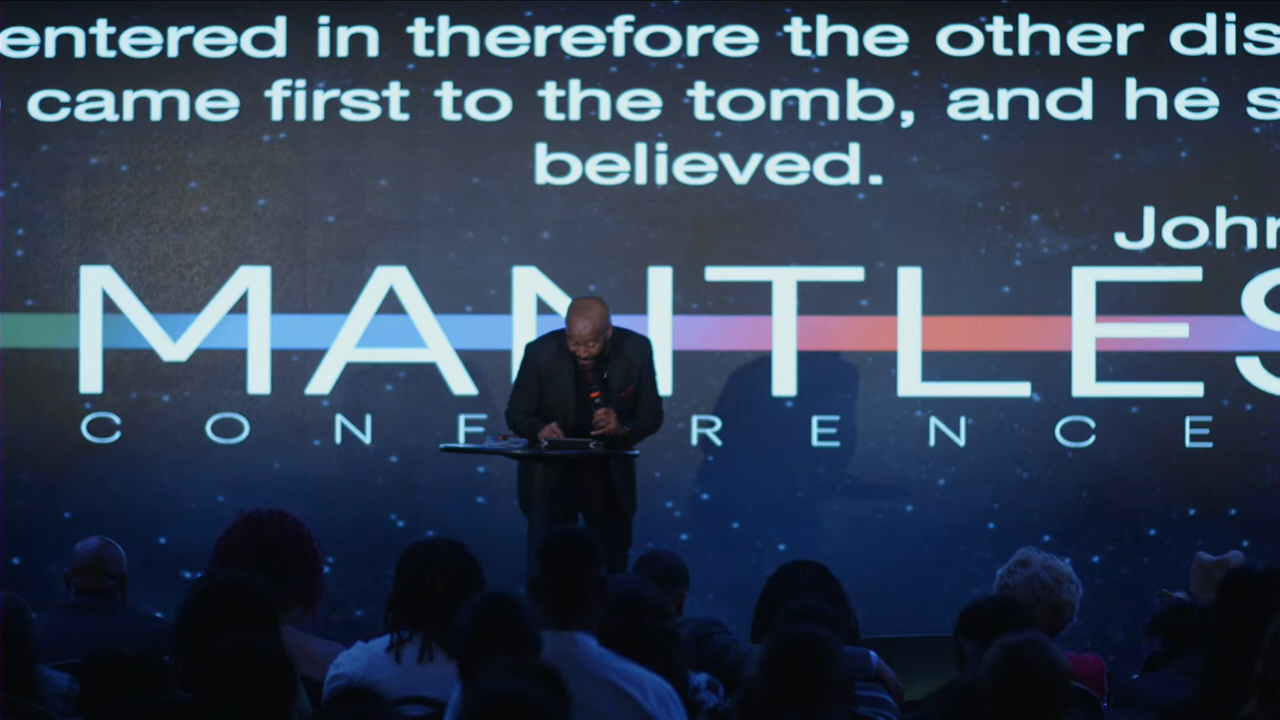 entered in therefore the other dis
came first to the tomb, and he s
believed.
John
MANTLES
CONFERENCE